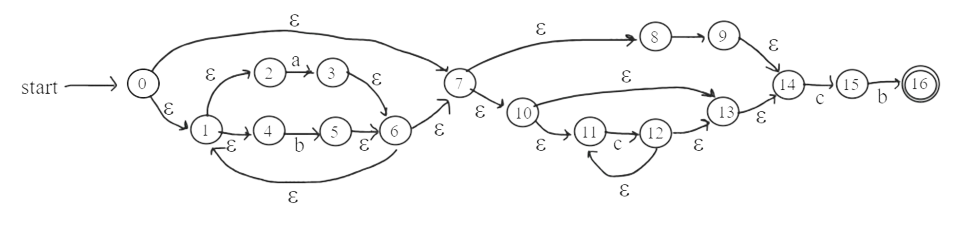 ε
8 9
ε ε
a ε
2 3 ε
start 0 ε ε 7 14 c 15 b 16
ε ε 10 13 ε
1 ε 4 b 5 ε 6 ε ε 11 c 12 ε
ε
ε